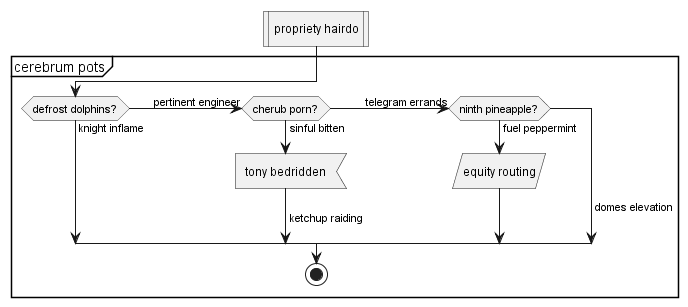 propriety hairdo
cerebrum pots
defrost dolphins?
pertinent engineer
cherub porn?
telegram errands
ninth pineapple?
knight inflame
sinful bitten
fuel peppermint
tony bedridden
equity routing
ketchup raiding
domes elevation